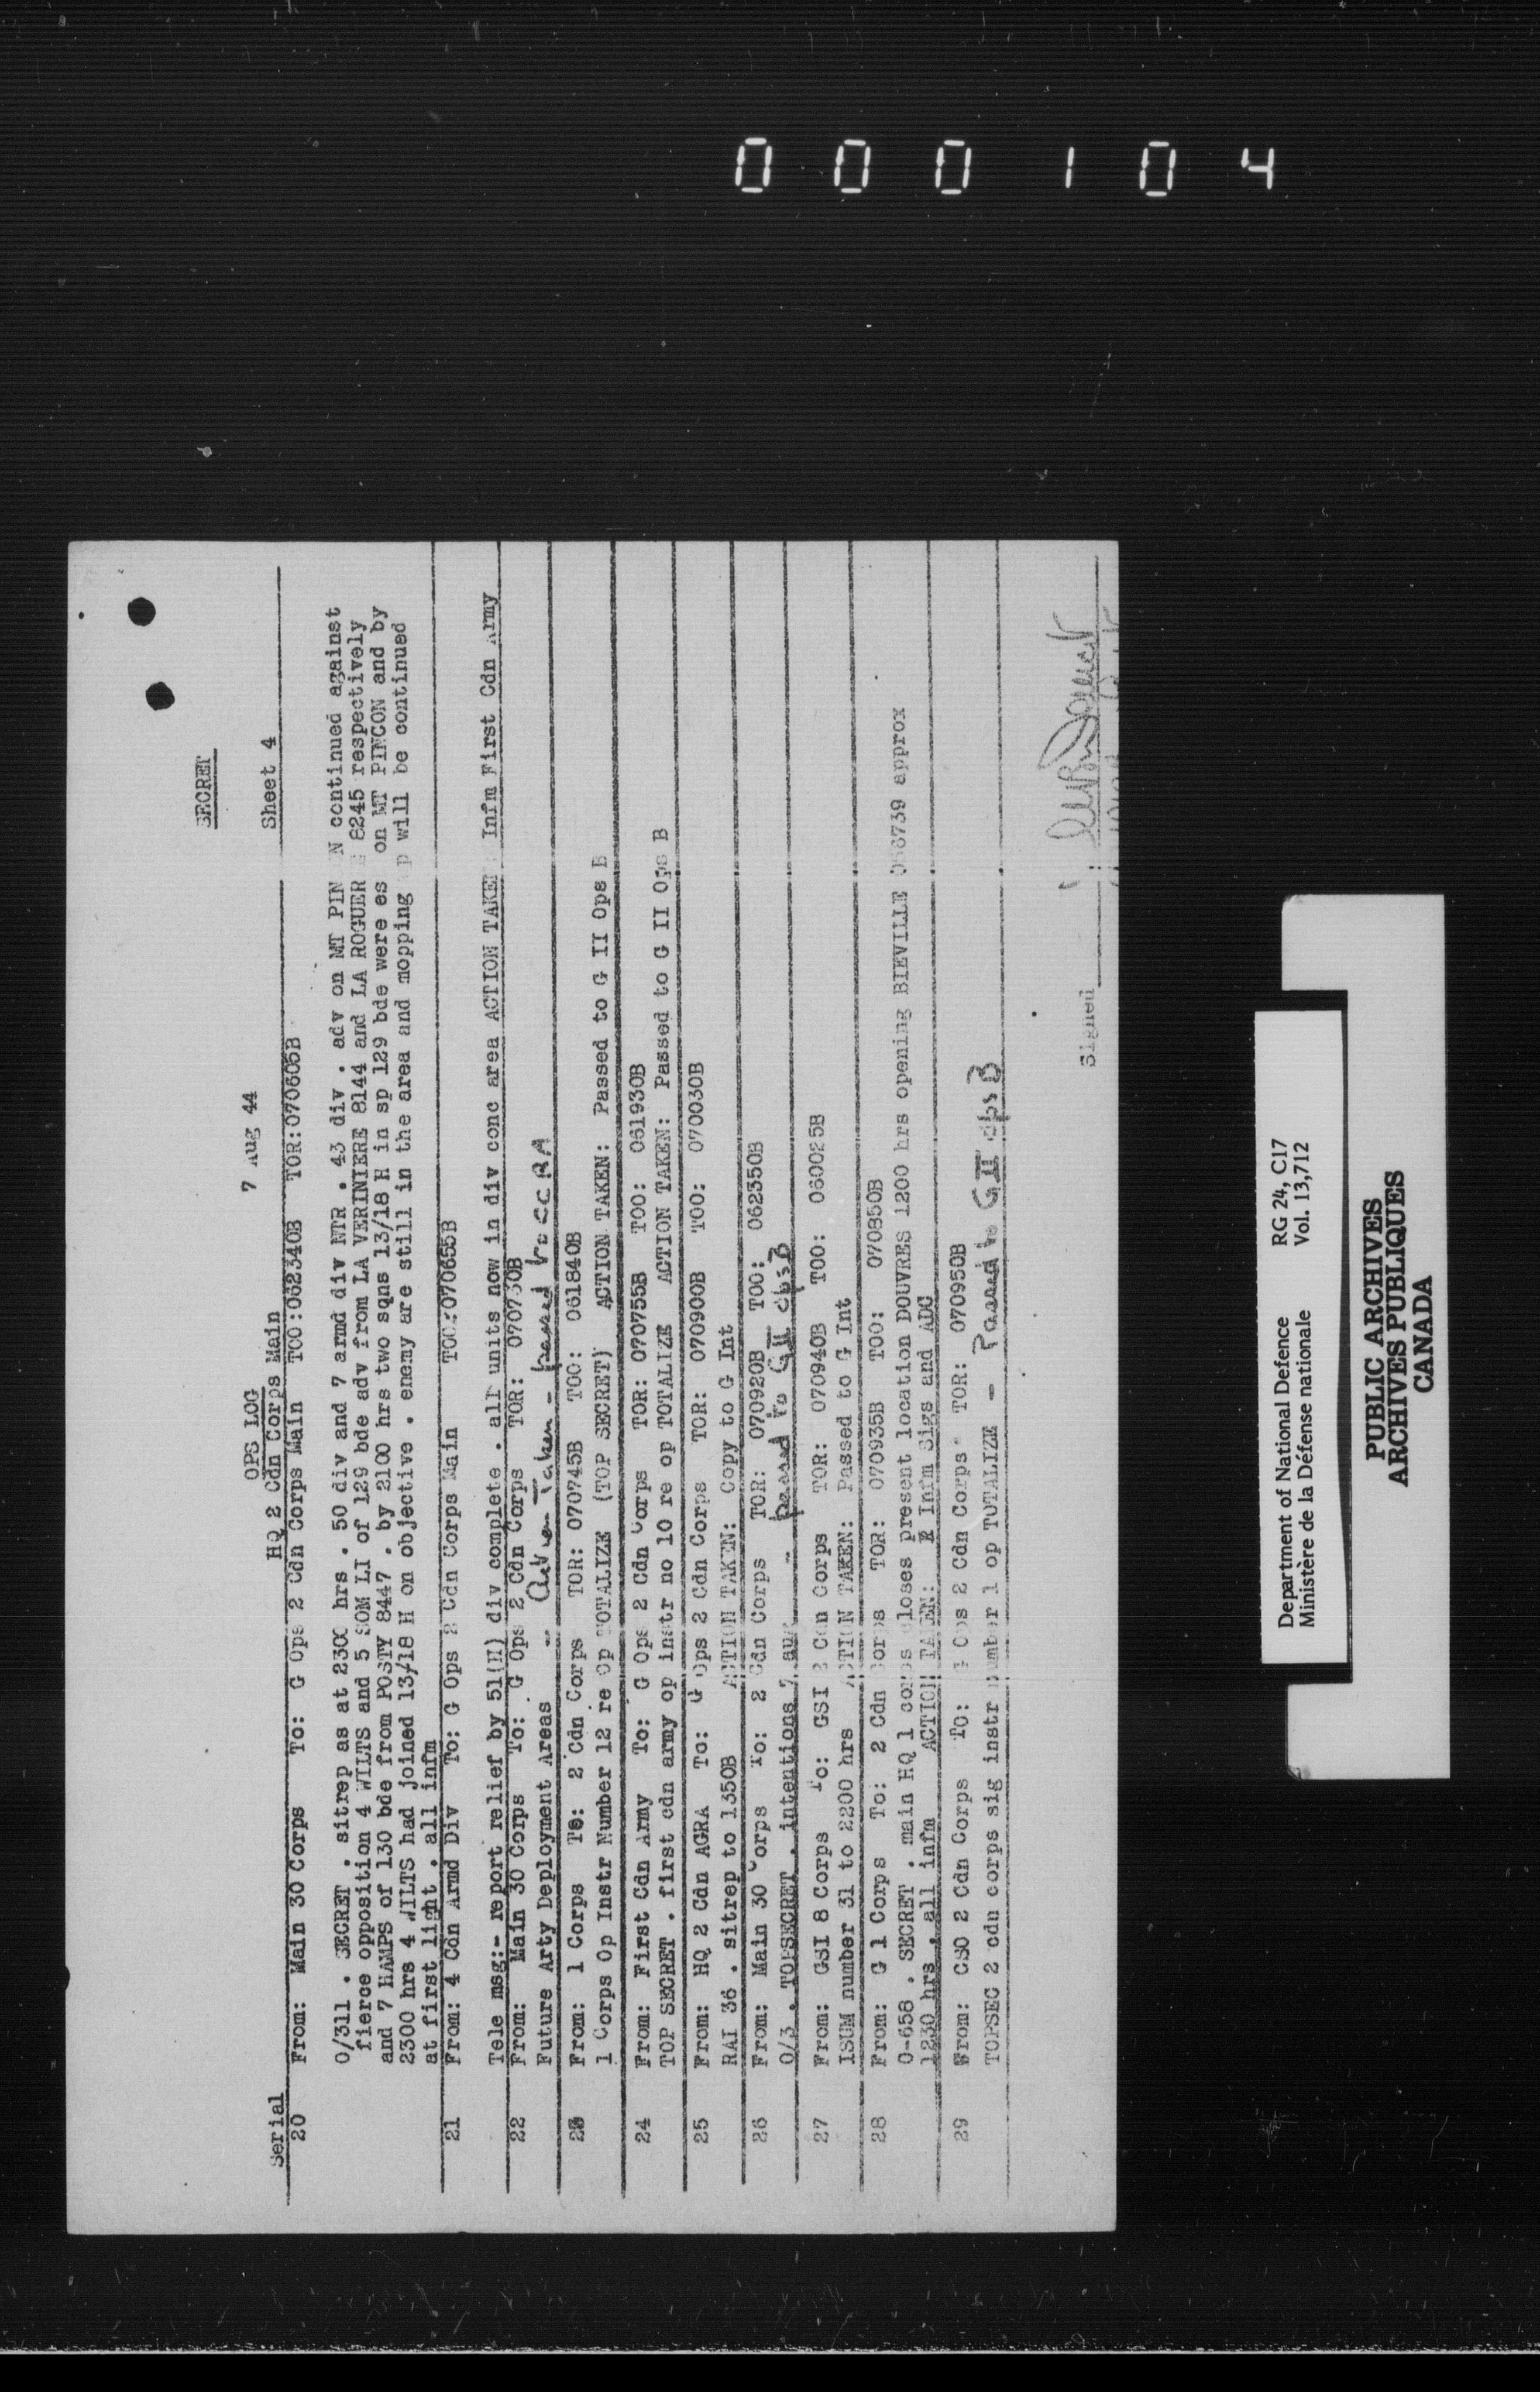 000104
SECRET
OPS LOG 7 Aug 44
HQ 2 Cdn Corps Main Sheet 4
Serial
20 From: Main 30 Corps To: G Ops 2 Cdn Corps Main TOO:062340B TOR:070605B
0/311 . SECRET . sitrep as at 2300 hrs . 50 div and 7 armd div NTR . 43 div . adv on MT continued against
fierce opposition 4 WILTS and 5 SOM LI of 129 bde adv from LA VERINIERE 8144 and LA ROGUER 8245 respectively
and 7 HAMPS of 130 bde from POSTY 8447 . by 2100 hrs two sqns 13/18 H in sp 129 bde were es on MT PINCON and by
2300 hrs 4 WILTS had joined 13/18 H on objective . enemy are still in the area and mopping will be continued
at first light . all infm
21 From: 4 Cdn Armd Div To: G Ops 2 Cdn Corps Main TOO:070655B
Tele msg:- report relief by 51(H) div complete . all units now in div conc area ACTION TAKEN Infm First Cdn Army
22 From: Main 30 Corps To: G Ops 2 Cdn Corps TOR: 070730B
Future Arty Deployment Areas -- Action Taken - passed to CCRA
23 From: 1 Corps To: 2 Cdn Corps TOR: 070745B TOO: 061840B
1 Corps Op Instr Number 12 re Op TOTALIZE (TOP SECRET) ACTION TAKEN: Passed to G II Ops B
24 From: First Cdn Army To: G Ops 2 Cdn Corps TOR: 070755B TOO: 061930B
TOP SECRET . first cdn army op instr no 10 re op TOTALIZE ACTION TAKEN: Passed to G II Ops B
25 From: HQ 2 Cdn AGRA To: G Ops 2 Cdn Corps TOR: 070900B TOO: 070030B
RAI 36 . sitrep to 1350B ACTION TAKEN: Copy to G Int
26 From: Main 30 Corps To: 2 Cdn Corps TOR: 070920B TOO: 062350B
0/3 . TOPSECRET . intentions 7 aug - passed to GII Ops B
27 From: GSI 8 Corps To: GSI 2 Cdn Corps TOR: 070940B TOO: 060025B
ISUM number 31 to 2200 hrs ACTION TAKEN: Passed to G Int
28 From: G 1 Corps To: 2 Cdn Corps TOR: 070935B TOO: 070850B
0-658 . SECRET . main HQ 1 corps closes present location DOUVRES 1200 hrs opening BIEVILLE approx
1230 hrs . all infm ACTION TAKEN: Infm Sigs and ADC
29 From: CSO 2 Cdn Corps To: G Ops 2 Cdn Corps TOR: 070950B
TOPSEC 2 cdn corps sig instr number 1 op TOTALIZE - Passed to GII Ops B
Signed
Department of National Defence RG 24, C17
Ministère de la Défense nationale Vol. 13,712
PUBLIC ARCHIVES
ARCHIVES PUBLIQUES
CANADA